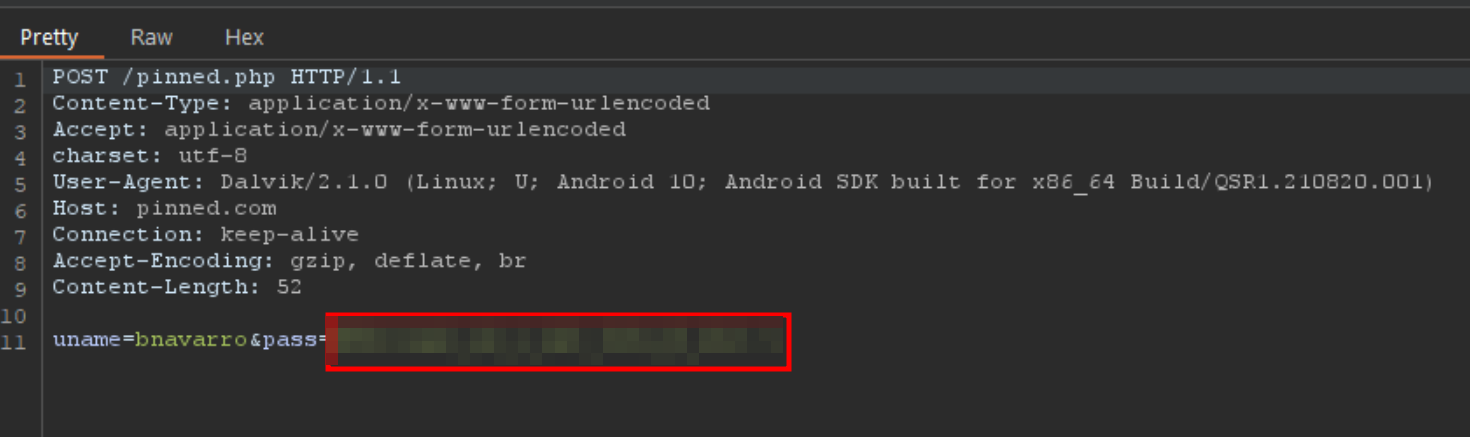 Pretty Raw Hex
1 POST /pinned.php HTTP/1.1
2 Content-Type: application/x-www-form-urlencoded
3 Accept: application/x-www-form-urlencoded
4 charset: utf-8
5 User-Agent: Dalvik/2.1.0 (Linux; U; Android 10; Android SDK built for x86_64 Build/QSR1.210820.001)
6 Host: pinned.com
7 Connection: keep-alive
8 Accept-Encoding: gzip, deflate, br
9 Content-Length: 52
10
11 uname=bnavarro&pass=